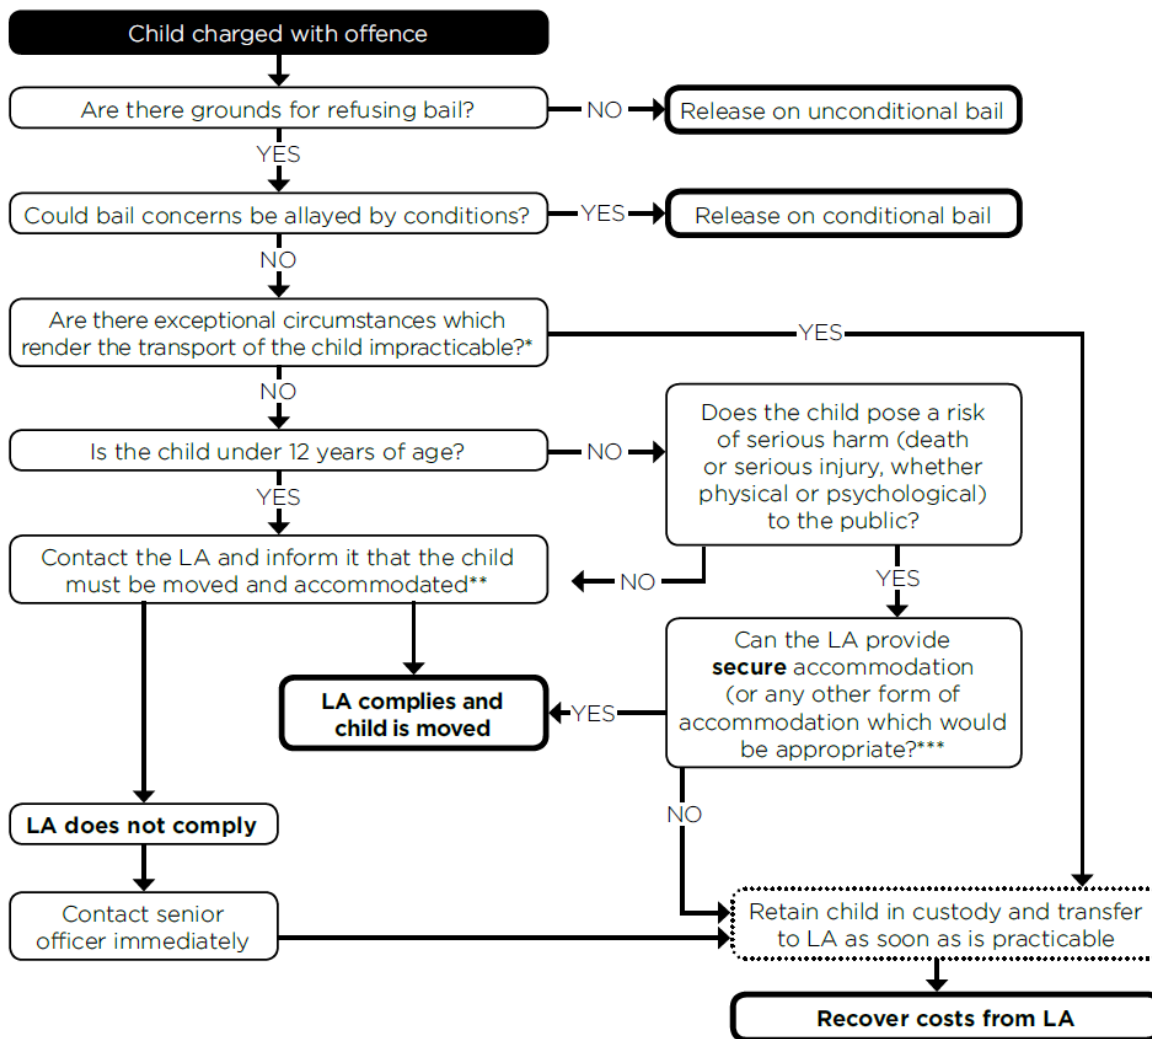 Child charged with offence
Are there grounds for refusing bail?
NO
Release on unconditional bail
YES
Could bail concerns be allayed by conditions?
YES
Release on conditional bail
NO
Are there exceptional circumstances which
render the transport of the child impracticable?*
YES
NO
Is the child under 12 years of age?
NO
Does the child pose a risk
of serious harm (death
or serious injury, whether
physical or psychological)
to the public?
YES
Contact the LA and inform it that the child
must be moved and accommodated**
NO
YES
Can the LA provide
secure accommodation
(or any other form of
accommodation which would
be appropriate?***
YES
LA complies and
child is moved
NO
LA does not comply
Contact senior
officer immediately
Retain child in custody and transfer
to LA as soon as is practicable
Recover costs from LA